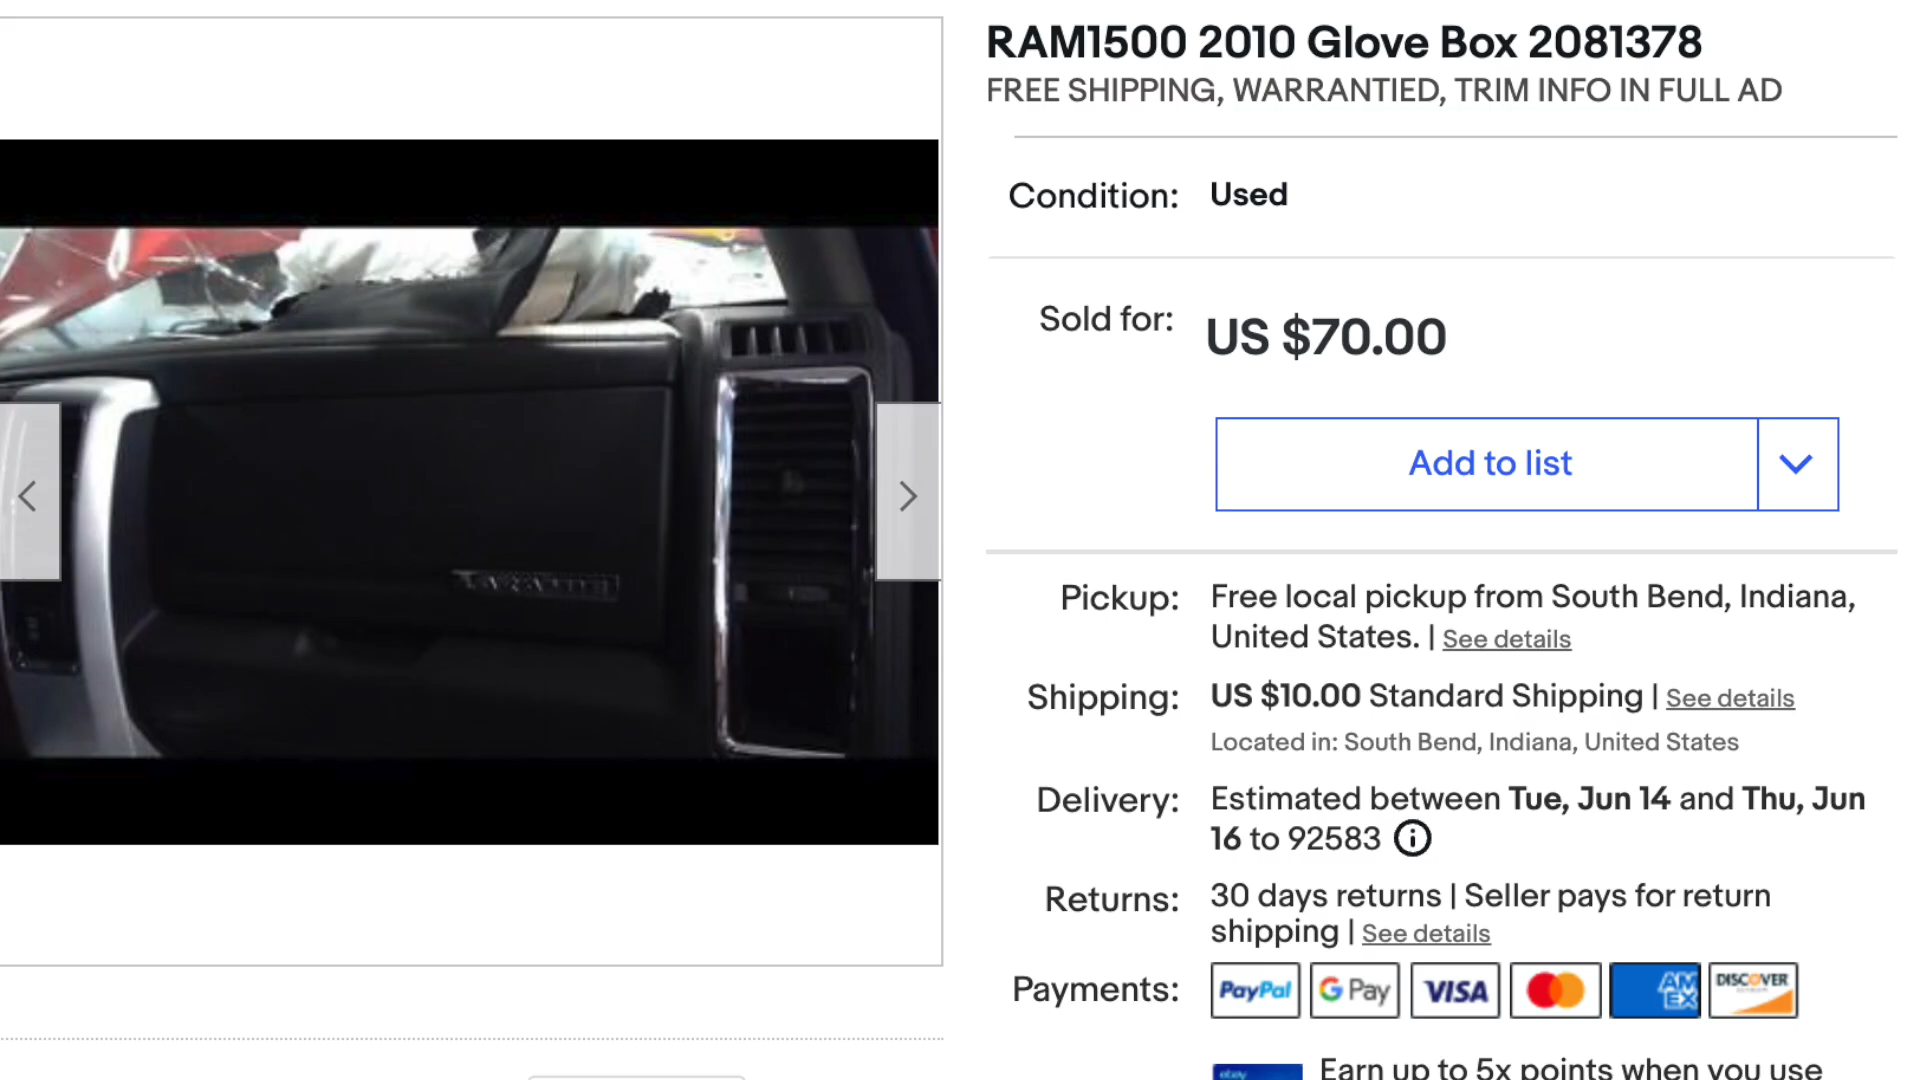 RAM1500 2010 Glove Box 2081378
FREE SHIPPING, WARRANTIED, TRIM INFO IN FULL AD
Condition: Used
Sold for: US $70.00
Add to list
Pickup: Free local pickup from South Bend, Indiana,
United States. | See details
Shipping: US $10.00 Standard Shipping | See details
Located in: South Bend, Indiana, United States
Delivery: Estimated between Tue, Jun 14 and Thu, Jun
16 to 92583
Returns: 30 days returns | Seller pays for return
shipping | See details
Payments: PayPal G Pay VISA AM EX DISCOVER
ebay Earn up to 5x points when you use